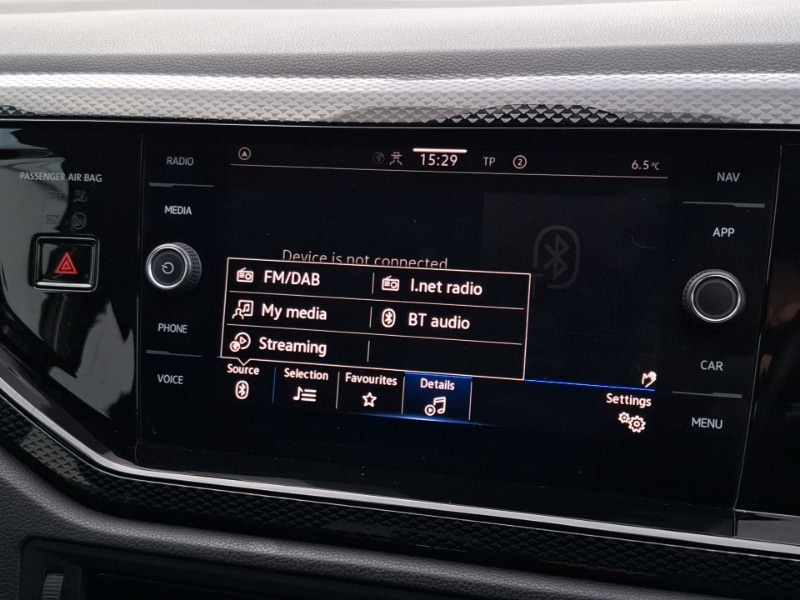 PASSENGER AIR BAG
RADIO
MEDIA
PHONE
VOICE
15:29 TP 2 6.5°C
Device is not connected
FM/DAB I.net radio
My media BT audio
Streaming
Source Selection Favourites Details
Settings
NAV
APP
CAR
MENU